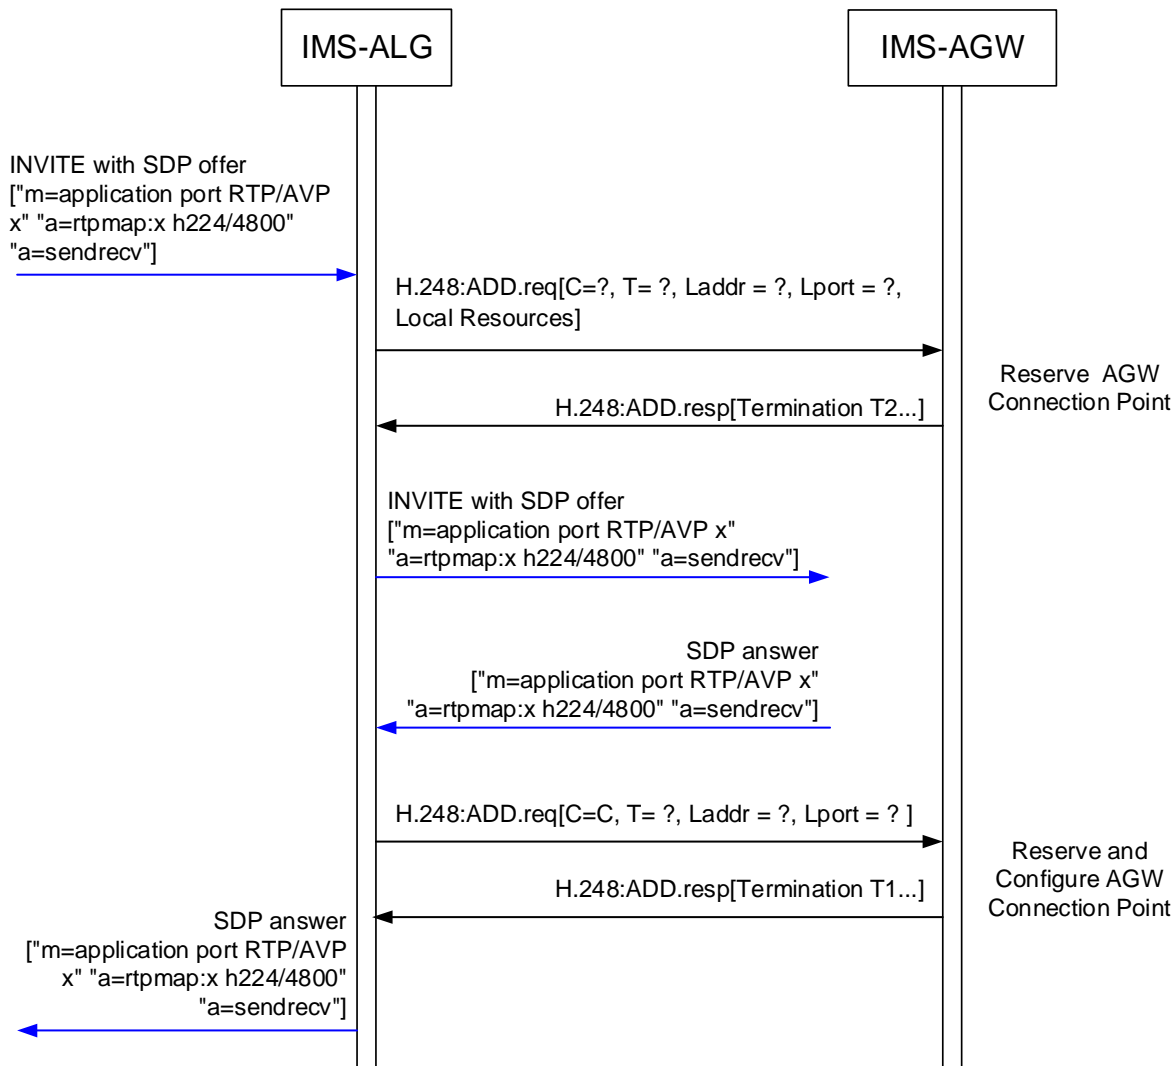 IMS-ALG
IMS-AGW
INVITE with SDP offer
["m=application port RTP/AVP
x" "a=rtpmap:x h224/4800"
"a=sendrecv"]
H.248:ADD.req[C=?, T= ?, Laddr = ?, Lport = ?,
Local Resources]
Reserve AGW
Connection Point
H.248:ADD.resp[Termination T2...]
INVITE with SDP offer
["m=application port RTP/AVP x"
"a=rtpmap:x h224/4800" "a=sendrecv"]
SDP answer
["m=application port RTP/AVP x"
"a=rtpmap:x h224/4800" "a=sendrecv"]
H.248:ADD.req[C=C, T= ?, Laddr = ?, Lport = ? ]
Reserve and
Configure AGW
Connection Point
H.248:ADD.resp[Termination T1...]
SDP answer
["m=application port RTP/AVP
x" "a=rtpmap:x h224/4800"
"a=sendrecv"]